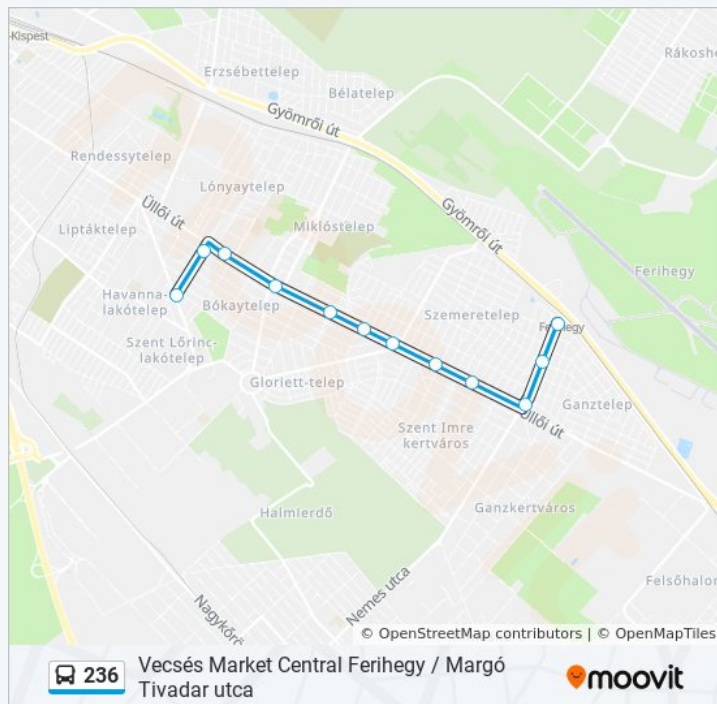 Kispest
Erzsébettelep
Rákoshe
Bélatelep
Gyömrői út
Rendessytelep
Lónyaytelep
Üllői út
Gyömrői út
Miklóstelep
Liptáktelep
Ferihegy
Havanna-
lakótelep
Bókaytelep
Szemeretelep
Ferihegy
Szent Lőrinc-
lakótelep
Gloriett-telep
Ganztelep
Üllői út
Szent Imre
kertváros
Halmierdő
Ganzkertváros
Nemes utca
Felsőhalom
Nagykőrö
© OpenStreetMap contributors | © OpenMapTiles
236
Vecsés Market Central Ferihegy / Margó
Tivadar utca
moovit